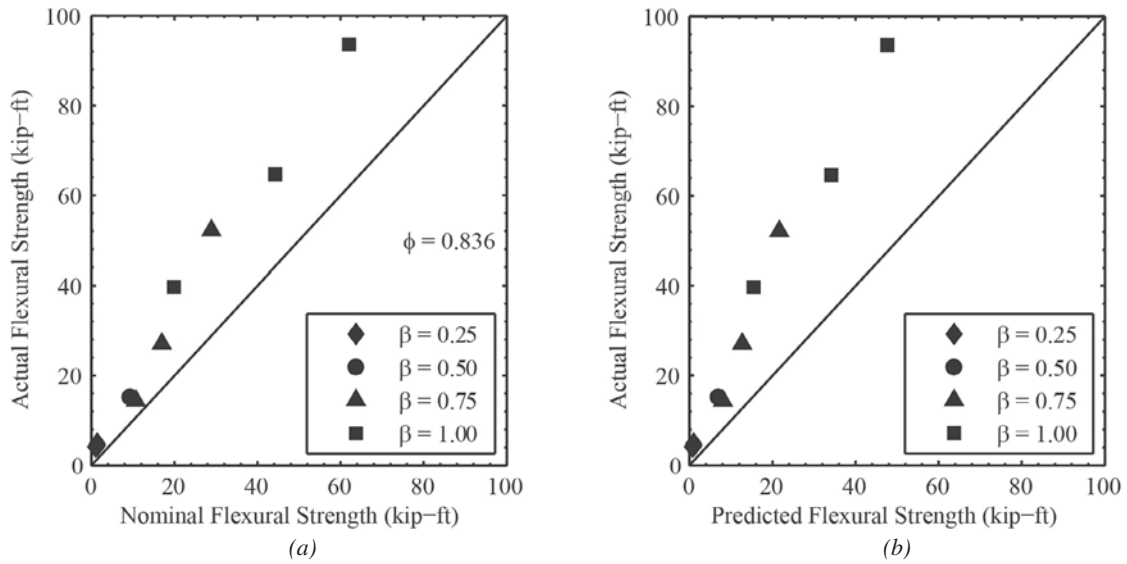 100
80
60
40
20
0
Actual Flexural Strength (kip−ft)
ϕ = 0.836
β = 0.25
β = 0.50
β = 0.75
β = 1.00
0 20 40 60 80 100
Nominal Flexural Strength (kip−ft)
(a)
100
80
60
40
20
0
Actual Flexural Strength (kip−ft)
β = 0.25
β = 0.50
β = 0.75
β = 1.00
0 20 40 60 80 100
Predicted Flexural Strength (kip−ft)
(b)